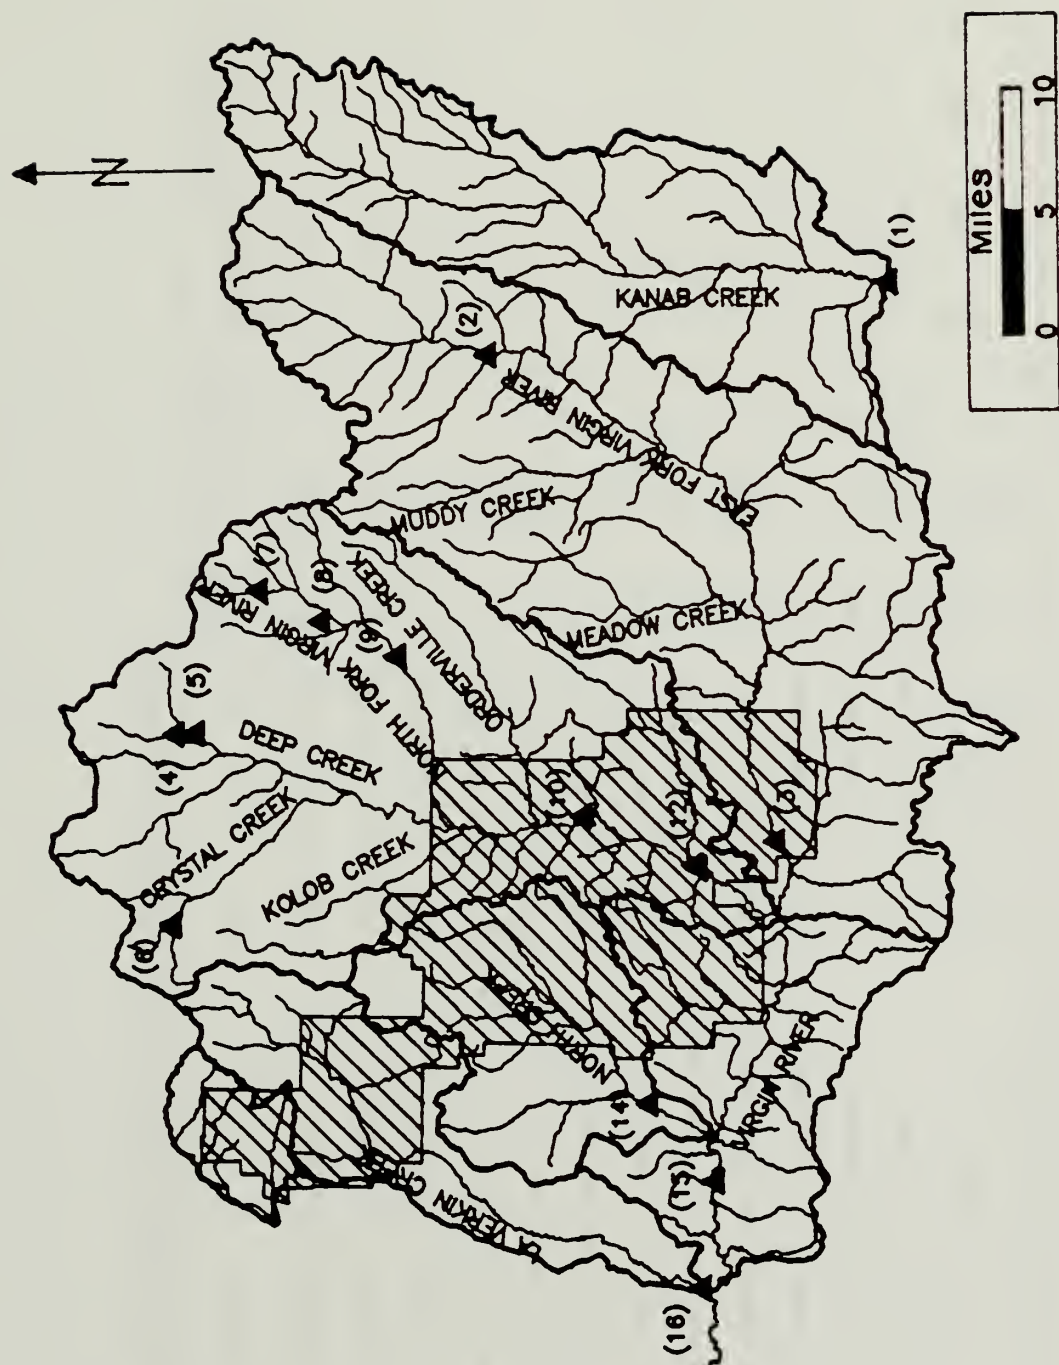 N
(1)
KANAB CREEK
(2)
EAST FORK VIRGIN RIVER
MUDDY CREEK
MEADOW CREEK
(7)
(8)
(9)
ORDERVILLE CREEK
NORTH FORK VIRGIN RIVER
(5)
(4)
DEEP CREEK
CRYSTAL CREEK
KOLOB CREEK
(6)
(10)
(12)
(3)
NORTH CREEK
(14)
VIRGIN RIVER
(15)
LA VERKIN CREEK
(16)
Miles
0 5 10